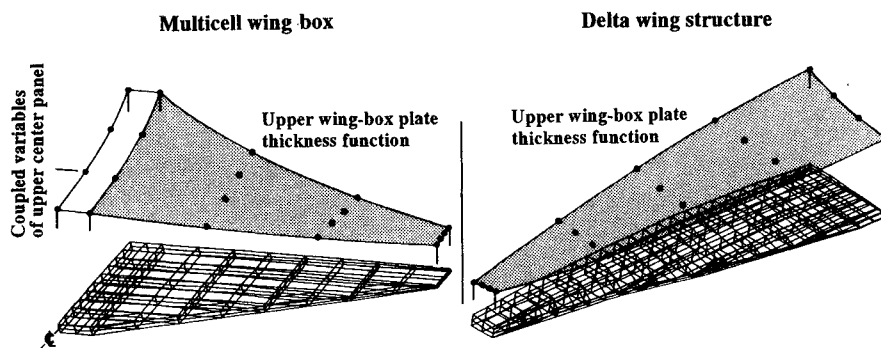 Multicell wing box
Delta wing structure
Coupled variables
of upper center panel
Upper wing-box plate
thickness function
Upper wing-box plate
thickness function
℄